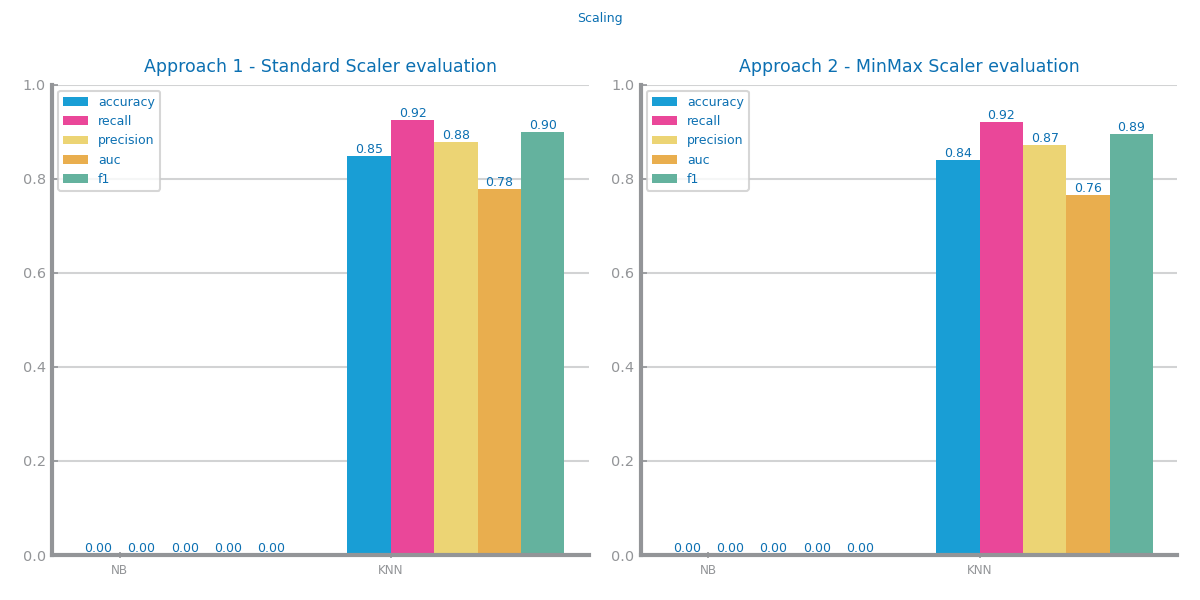 Scaling
Approach 1 - Standard Scaler evaluation
1.0
0.8
0.6
0.4
0.2
0.0
accuracy
recall
precision
auc
f1
0.00 0.00 0.00 0.00 0.00
0.85 0.92 0.88 0.78 0.90
NB KNN
Approach 2 - MinMax Scaler evaluation
1.0
0.8
0.6
0.4
0.2
0.0
accuracy
recall
precision
auc
f1
0.00 0.00 0.00 0.00 0.00
0.84 0.92 0.87 0.76 0.89
NB KNN